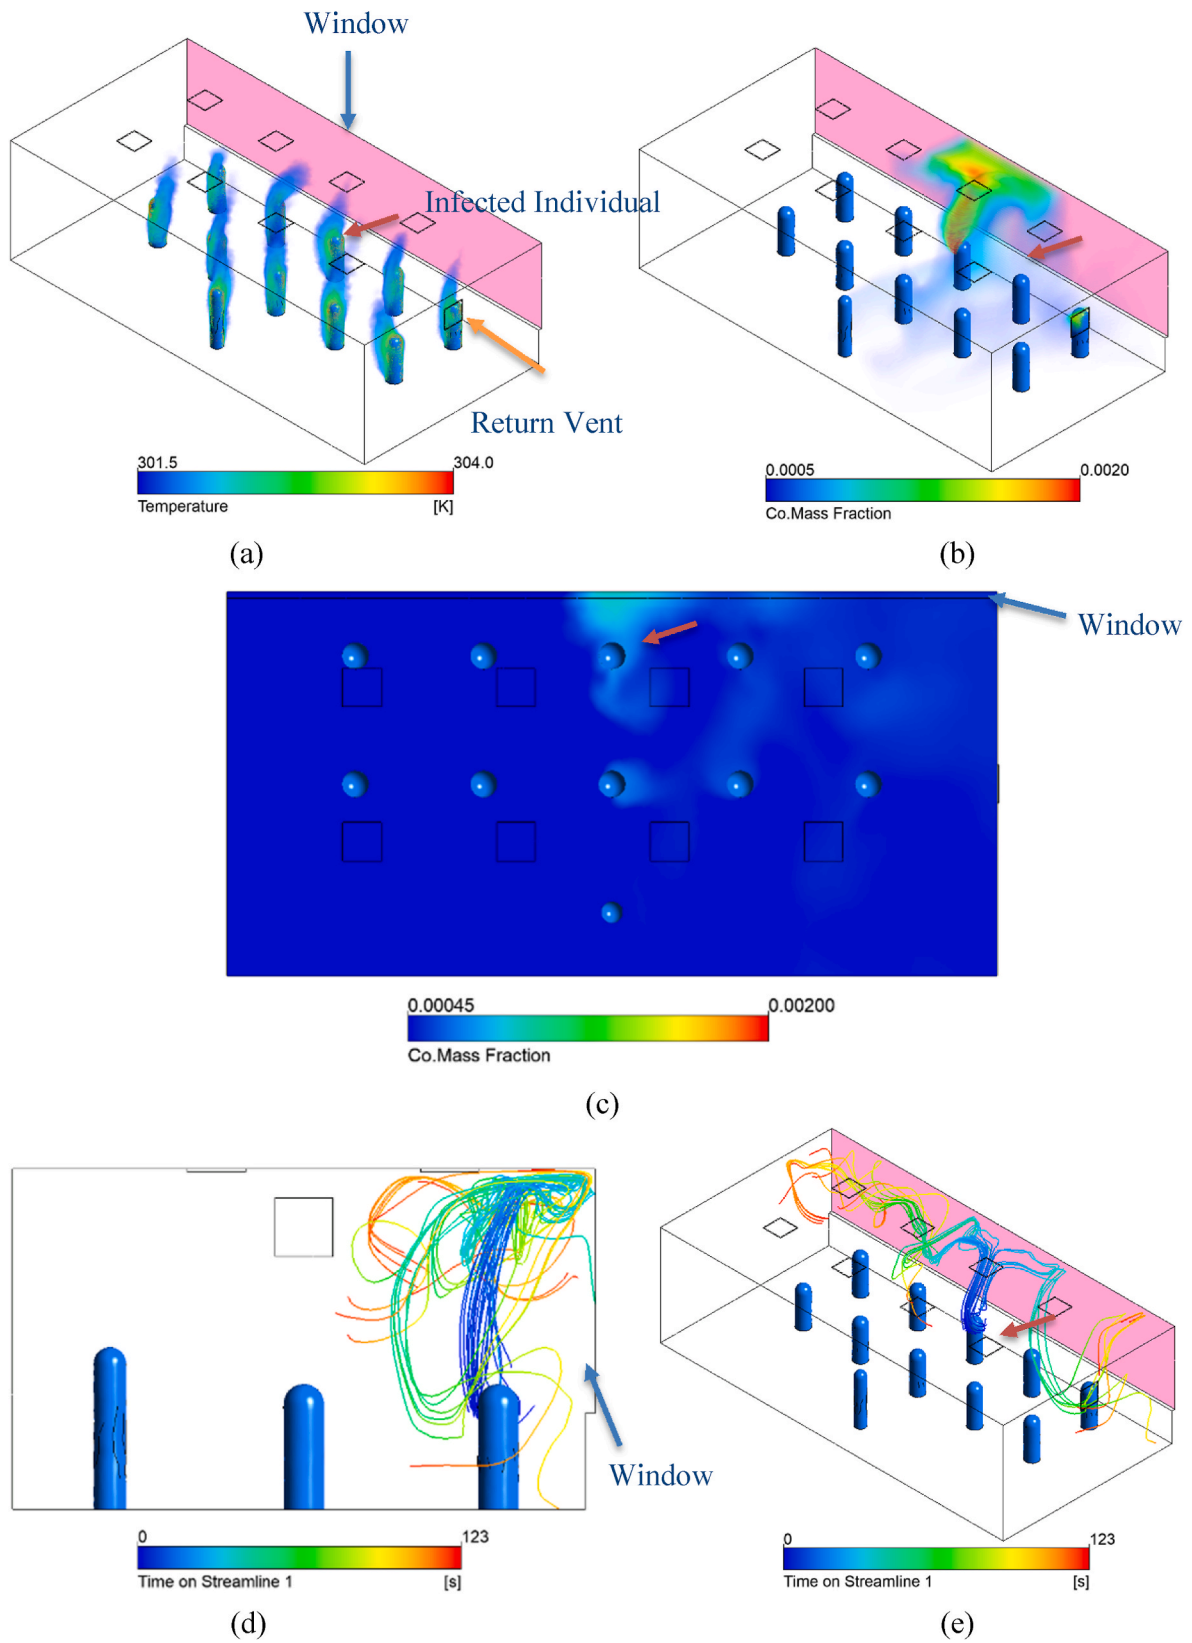 Window
Infected Individual
Return Vent
301.5 304.0
Temperature [K]
0.0005 0.0020
Co.Mass Fraction
(a) (b)
Window
0.00045 0.00200
Co.Mass Fraction
(c)
Window
0 123
Time on Streamline 1 [s]
0 123
Time on Streamline 1 [s]
(d) (e)